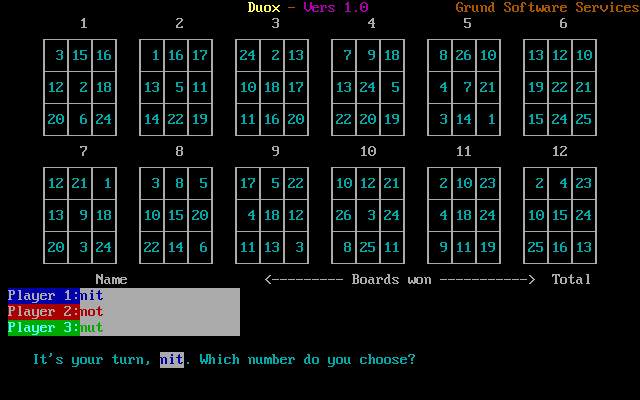 Duox - Vers 1.0 Grund Software Services
1 2 3 4 5 6
3 15 16 1 16 17 24 2 13 7 9 18 8 26 10 13 12 10
12 2 18 13 5 11 10 18 17 13 24 5 4 7 21 19 22 21
20 6 24 14 22 19 11 16 20 22 20 19 3 14 1 15 24 25
7 8 9 10 11 12
12 21 1 3 8 5 17 5 22 10 12 21 2 10 23 2 4 23
13 9 18 10 15 20 4 18 12 26 3 24 4 18 24 10 15 24
20 3 24 22 14 6 11 13 3 8 25 11 9 11 19 25 16 13
Name <--------- Boards won -----------> Total
Player 1:nit
Player 2:not
Player 3:nut
It's your turn, nit. Which number do you choose?